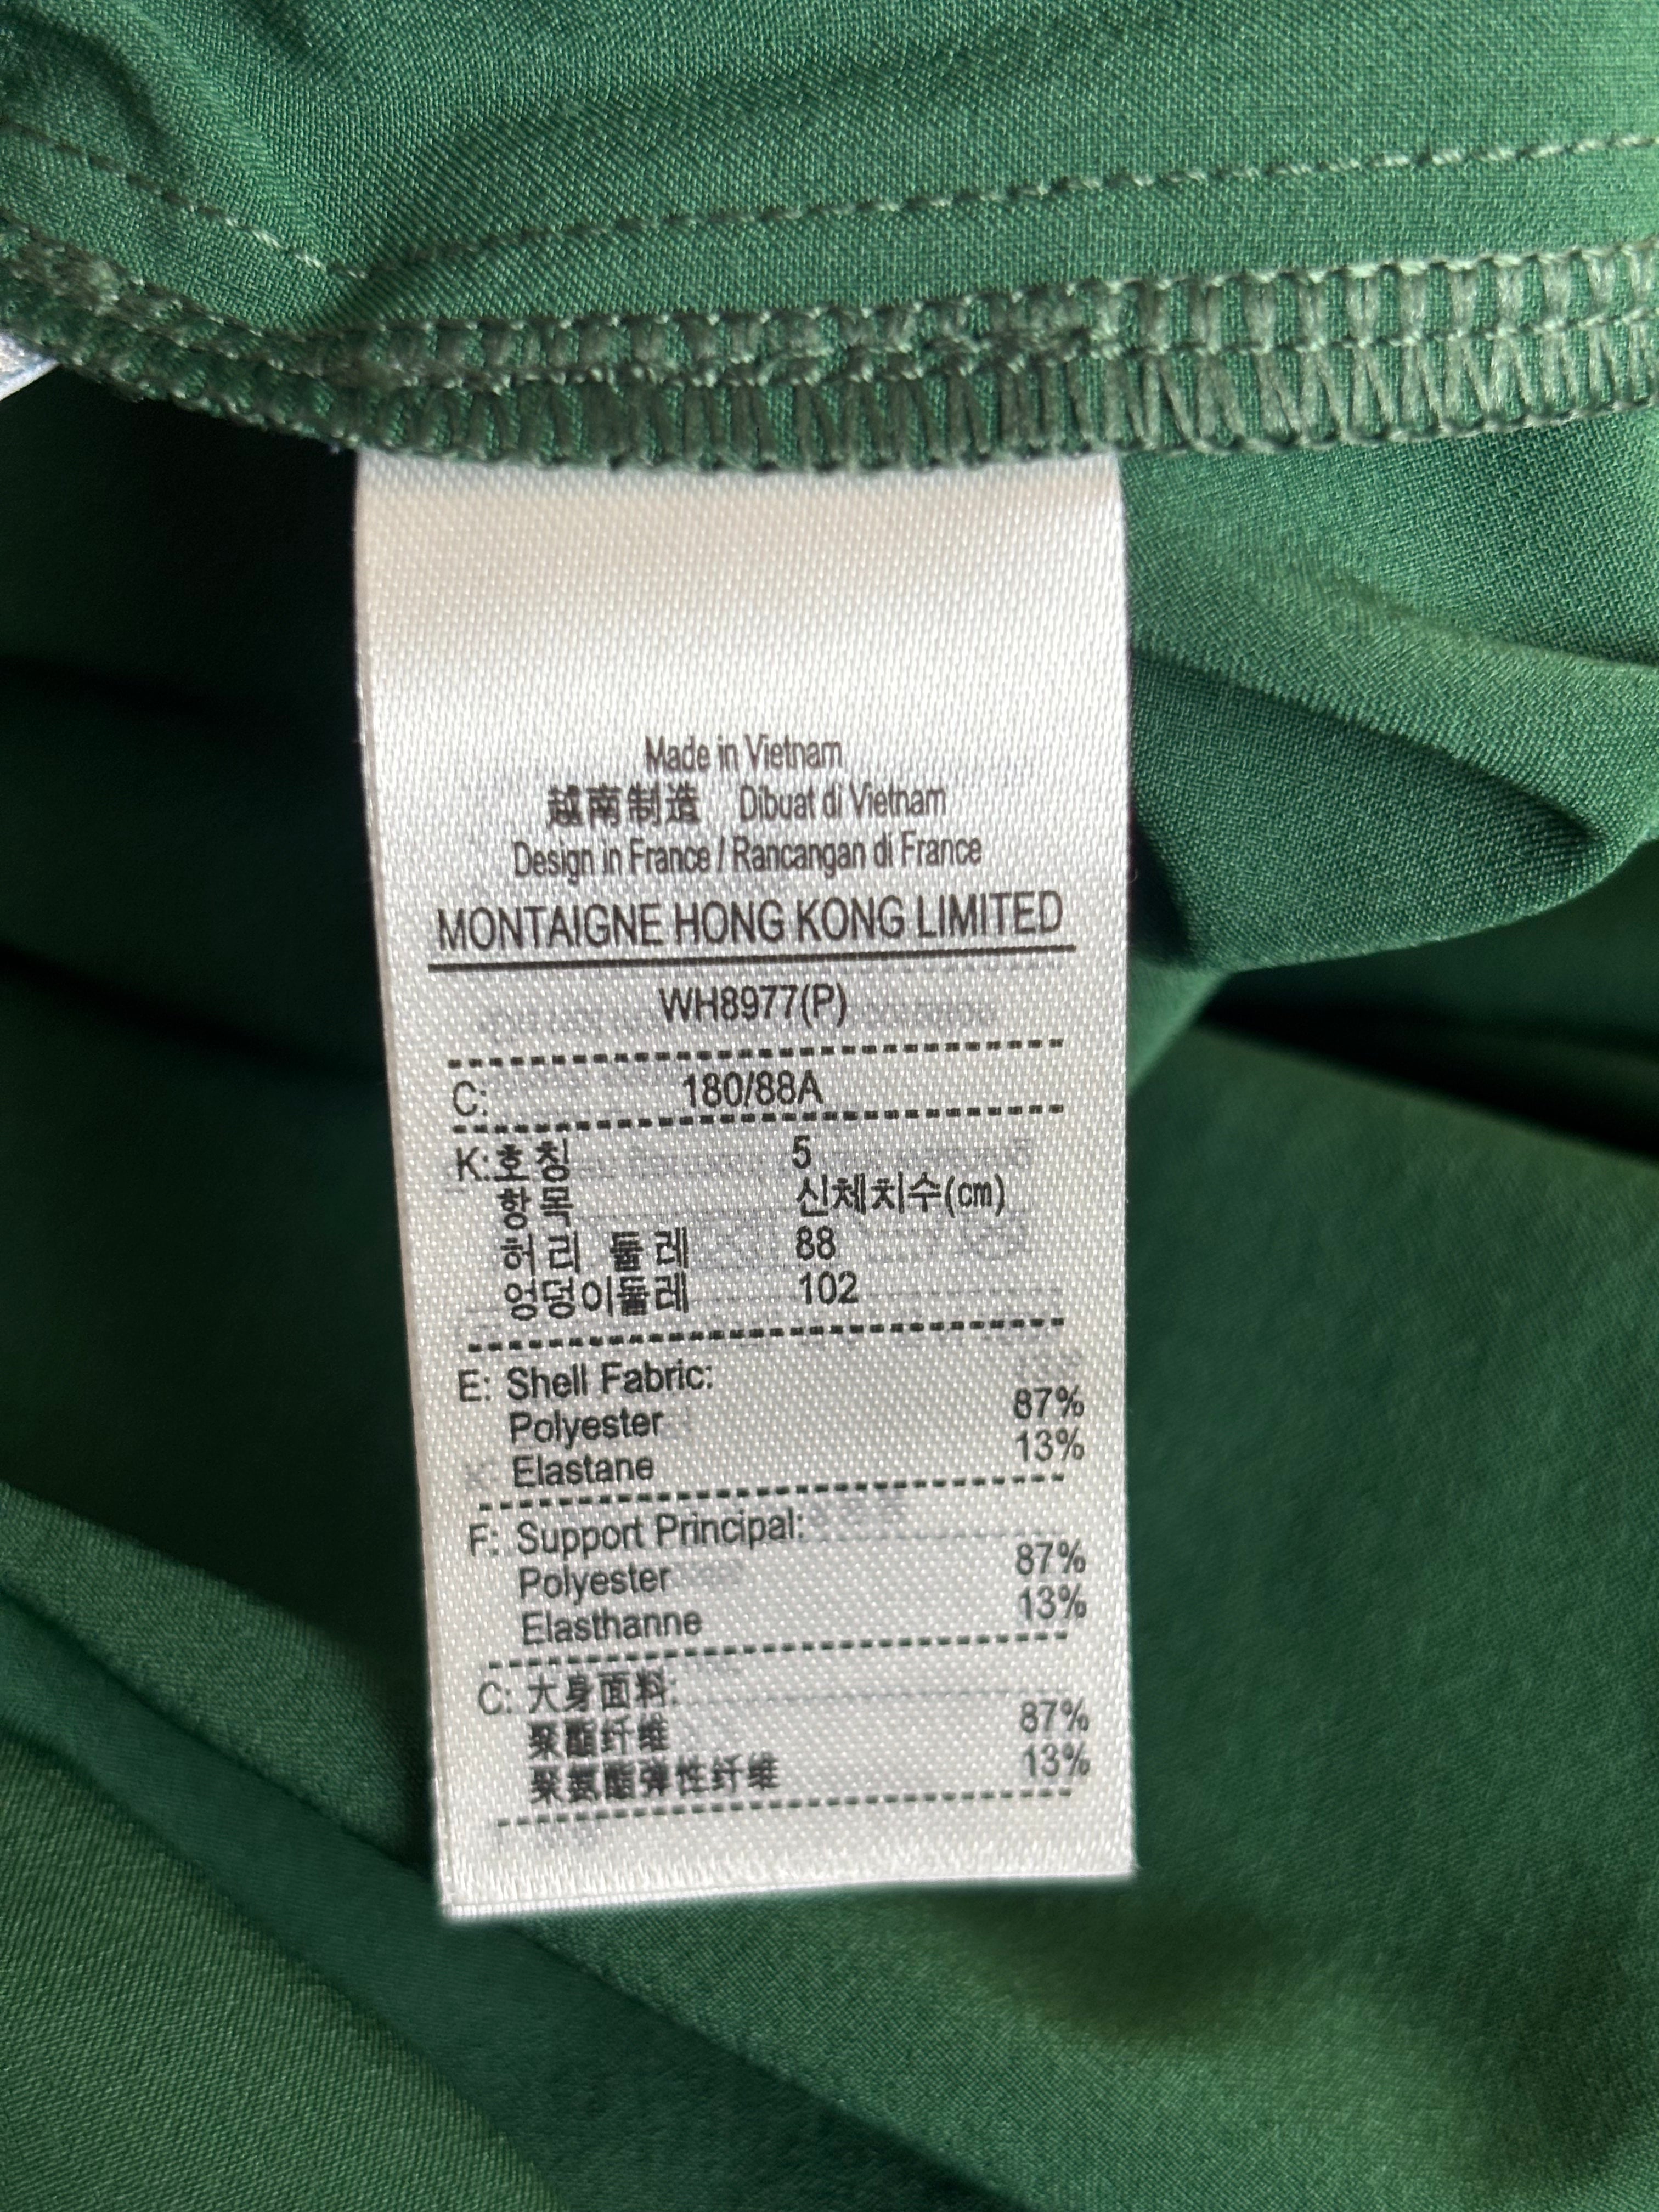 Made in Vietnam
越南制造 Dibuat di Vietnam
Design in France / Rancangan di France
MONTAIGNE HONG KONG LIMITED
WH8977(P)
C: 180/88A
K: 호칭 5
항목 신체치수(cm)
허리 둘레 88
엉덩이둘레 102
E: Shell Fabric:
Polyester 87%
Elastane 13%
F: Support Principal:
Polyester 87%
Elasthanne 13%
C: 大身面料:
聚酯纤维 87%
聚氨酯弹性纤维 13%